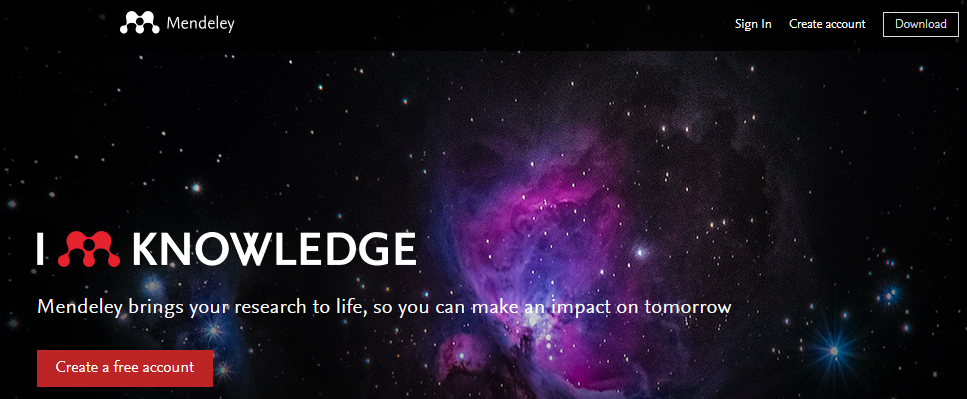 Mendeley
Sign In
Create account
Download
I KNOWLEDGE
Mendeley brings your research to life, so you can make an impact on tomorrow
Create a free account